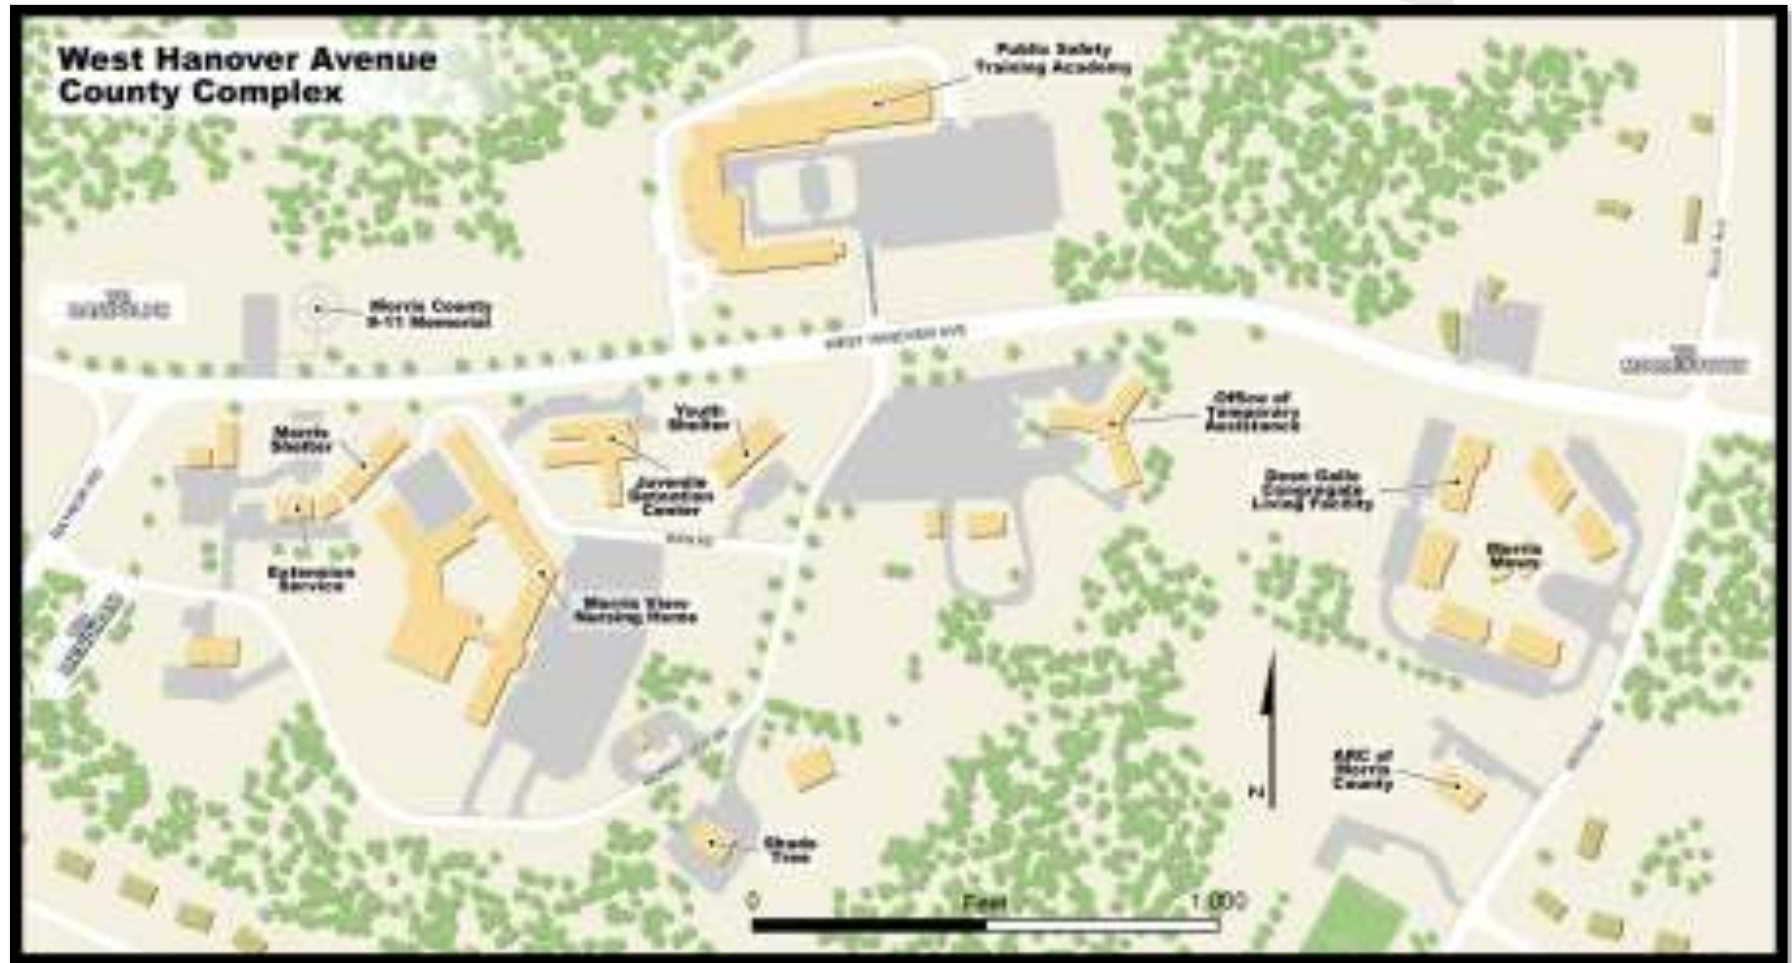 West Hanover Avenue
County Complex
Public Safety
Training Academy
Morris County
9-11 Memorial
WEST HANOVER AVE
Morris
Shelter
Youth
Shelter
Juvenile
Detention
Center
Office of
Temporary
Assistance
Dean Gallo
Congregate
Living Facility
Morris
Mews
Extension
Service
Morris View
Nursing Home
ARC of
Morris
County
Shade
Tree
N
0 Feet 1,000